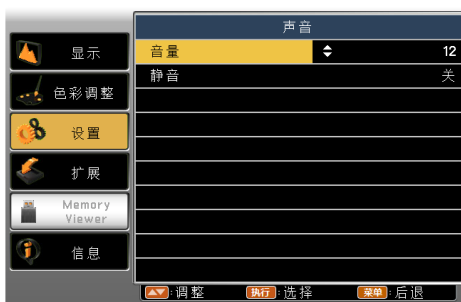 声音
显示
色彩调整
设置
扩展
Memory
Viewer
信息
音量 12
静音 关
:调整 执行:选择 菜单:后退